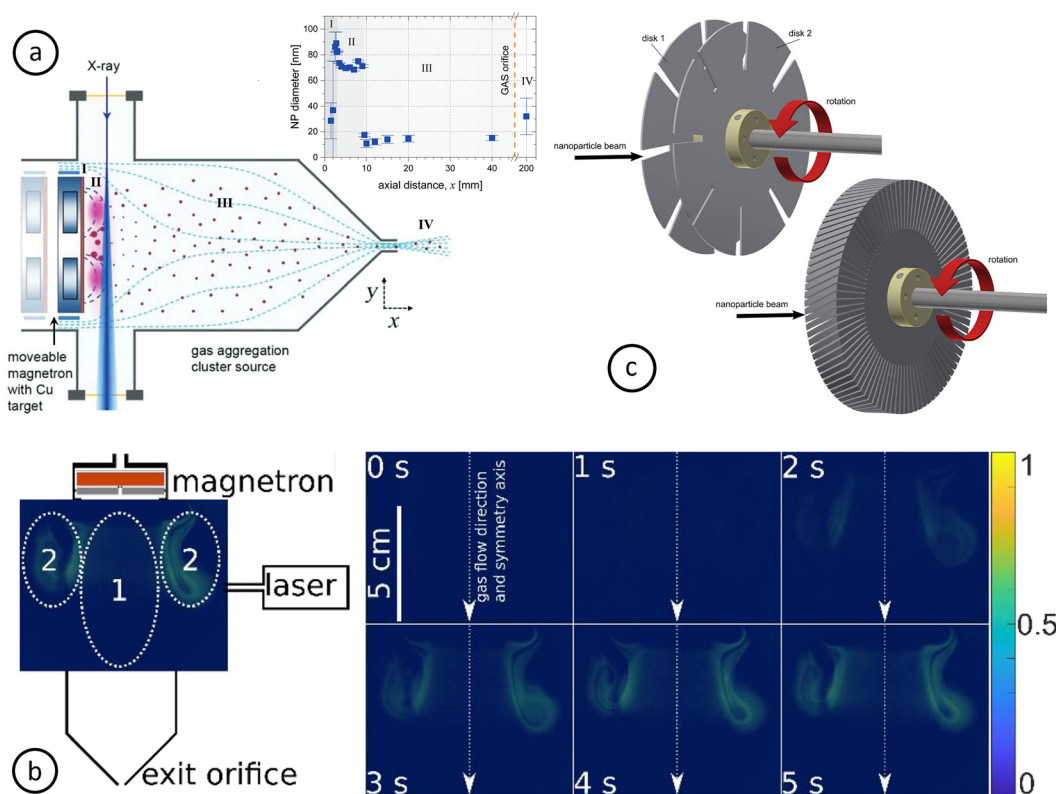 a
X-ray
I
II
III
IV
y
x
moveable
magnetron
with Cu
target
gas aggregation
cluster source
NP diameter [nm]
100
80
60
40
20
0
I
II
III
IV
GAS orifice
0
10
20
30
40
200
axial distance, x [mm]
disk 1
disk 2
rotation
nanoparticle beam
rotation
nanoparticle beam
c
magnetron
2
1
2
laser
exit orifice
b
0 s
1 s
2 s
5 cm
gas flow direction
and symmetry axis
3 s
4 s
5 s
1
0.5
0